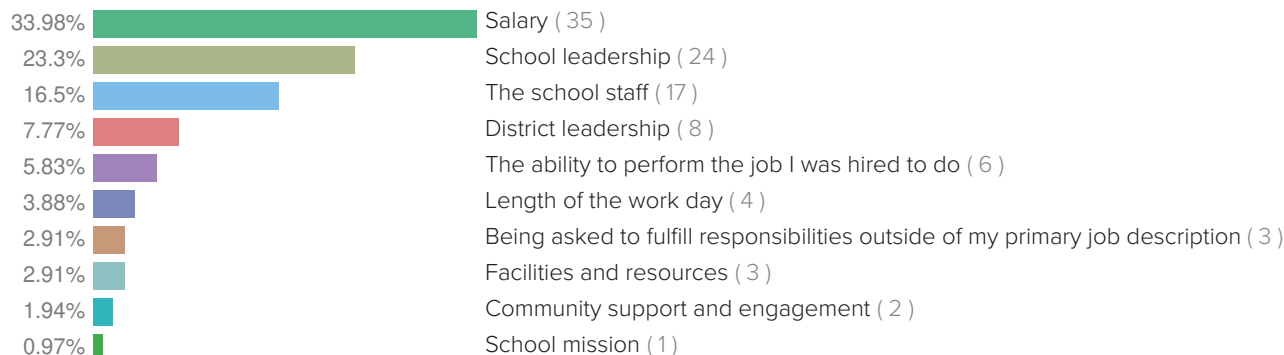 33.98% Salary ( 35 )
23.3% School leadership ( 24 )
16.5% The school staff ( 17 )
7.77% District leadership ( 8 )
5.83% The ability to perform the job I was hired to do ( 6 )
3.88% Length of the work day ( 4 )
2.91% Being asked to fulfill responsibilities outside of my primary job description ( 3 )
2.91% Facilities and resources ( 3 )
1.94% Community support and engagement ( 2 )
0.97% School mission ( 1 )